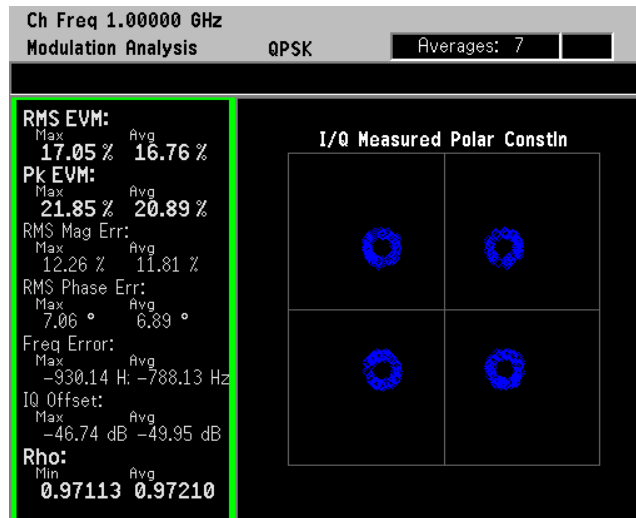 Ch Freq 1.00000 GHz
Modulation Analysis QPSK Averages: 7
RMS EVM:
Max Avg
17.05 % 16.76 %
Pk EVM:
Max Avg
21.85 % 20.89 %
RMS Mag Err:
Max Avg
12.26 % 11.81 %
RMS Phase Err:
Max Avg
7.06 ° 6.89 °
Freq Error:
Max Avg
-930.14 H: -788.13 Hz
IQ Offset:
Max Avg
-46.74 dB -49.95 dB
Rho:
Min Avg
0.97113 0.97210
I/Q Measured Polar Constln